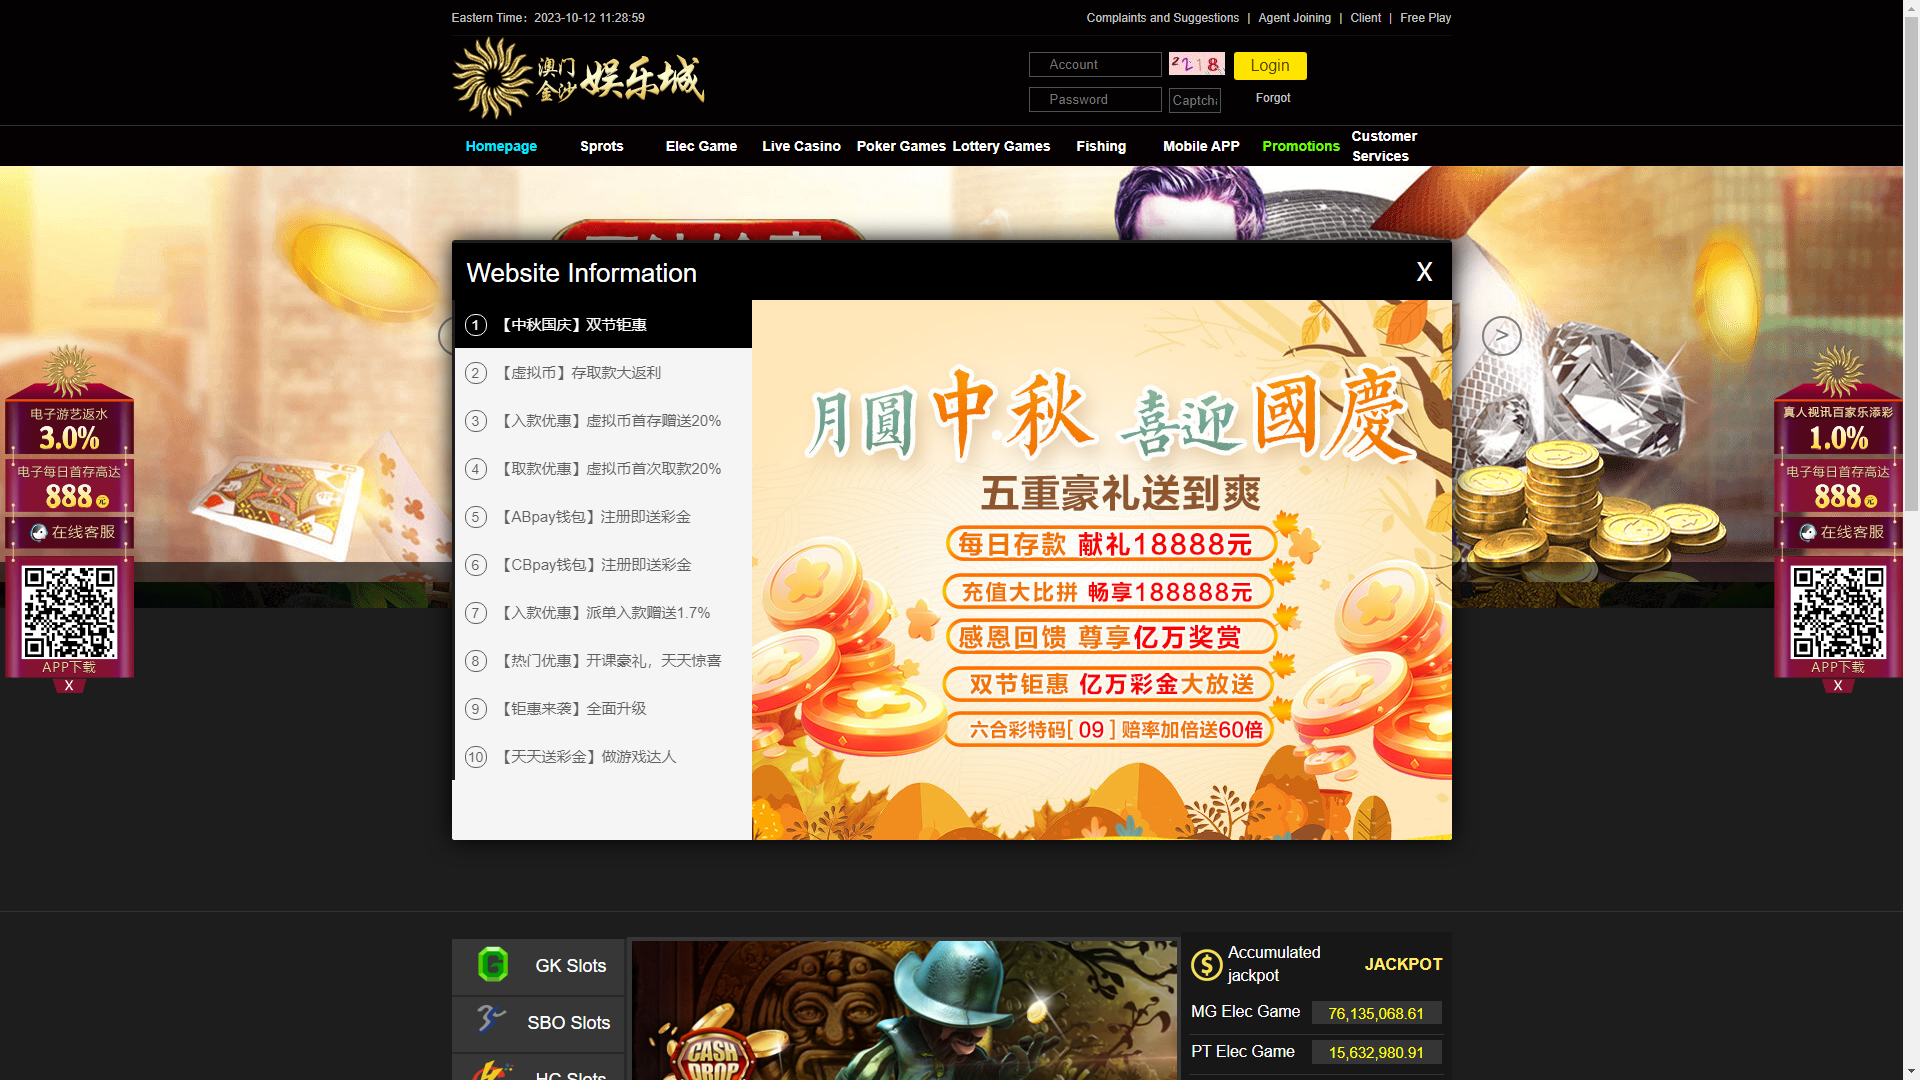 Eastern Time：2023-10-12 11:28:59
Complaints and Suggestions | Agent Joining | Client | Free Play
澳门金沙娱乐城
Account
2218
Login
Password
Captcha
Forgot
Homepage
Sprots
Elec Game
Live Casino
Poker Games
Lottery Games
Fishing
Mobile APP
Promotions
Customer Services
Website Information
X
1 【中秋国庆】双节钜惠
2 【虚拟币】存取款大返利
3 【入款优惠】虚拟币首存赠送20%
4 【取款优惠】虚拟币首次取款20%
5 【ABpay钱包】注册即送彩金
6 【CBpay钱包】注册即送彩金
7 【入款优惠】派单入款赠送1.7%
8 【热门优惠】开课豪礼，天天惊喜
9 【钜惠来袭】全面升级
10 【天天送彩金】做游戏达人
月圓中秋 喜迎國慶
五重豪礼送到爽
每日存款 献礼18888元
充值大比拼 畅享188888元
感恩回馈 尊享亿万奖赏
双节钜惠 亿万彩金大放送
六合彩特码[ 09 ] 赔率加倍送60倍
>
电子游艺返水
3.0%
电子每日首存高达
888元
在线客服
APP下载
X
真人视讯百家乐添彩
1.0%
电子每日首存高达
888元
在线客服
APP下载
X
GK Slots
SBO Slots
HC Slots
CASH DROP
Accumulated jackpot
JACKPOT
MG Elec Game 76,135,068.61
PT Elec Game 15,632,980.91